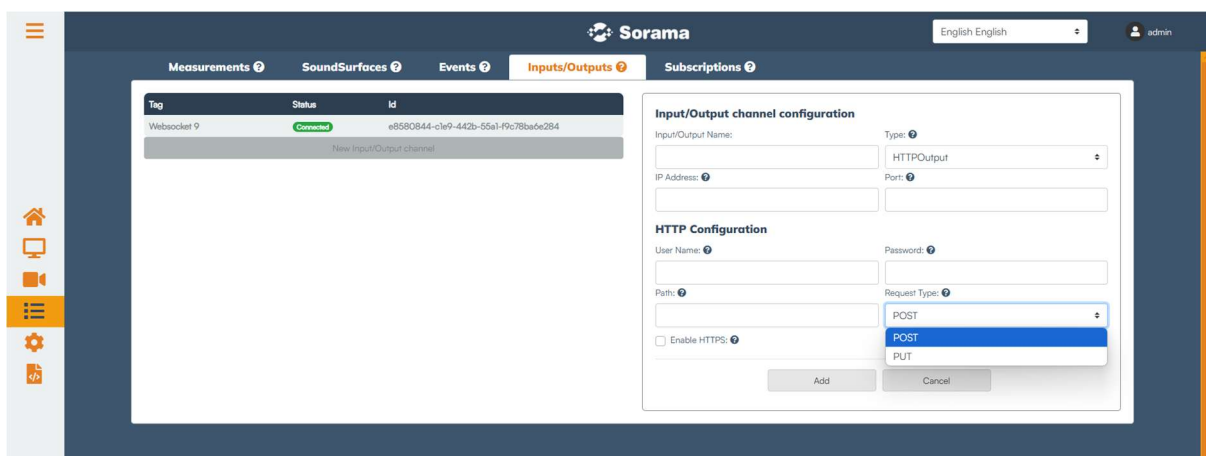 Sorama
English English
admin
Measurements
SoundSurfaces
Events
Inputs/Outputs
Subscriptions
Tag Status Id
Websocket 9 Connected e8580844-c1e9-442b-55a1-f9c78ba6e284
New Input/Output channel
Input/Output channel configuration
Input/Output Name: Type:
HTTPOutput
IP Address: Port:
HTTP Configuration
User Name: Password:
Path: Request Type:
POST
Enable HTTPS: POST
PUT
Add Cancel